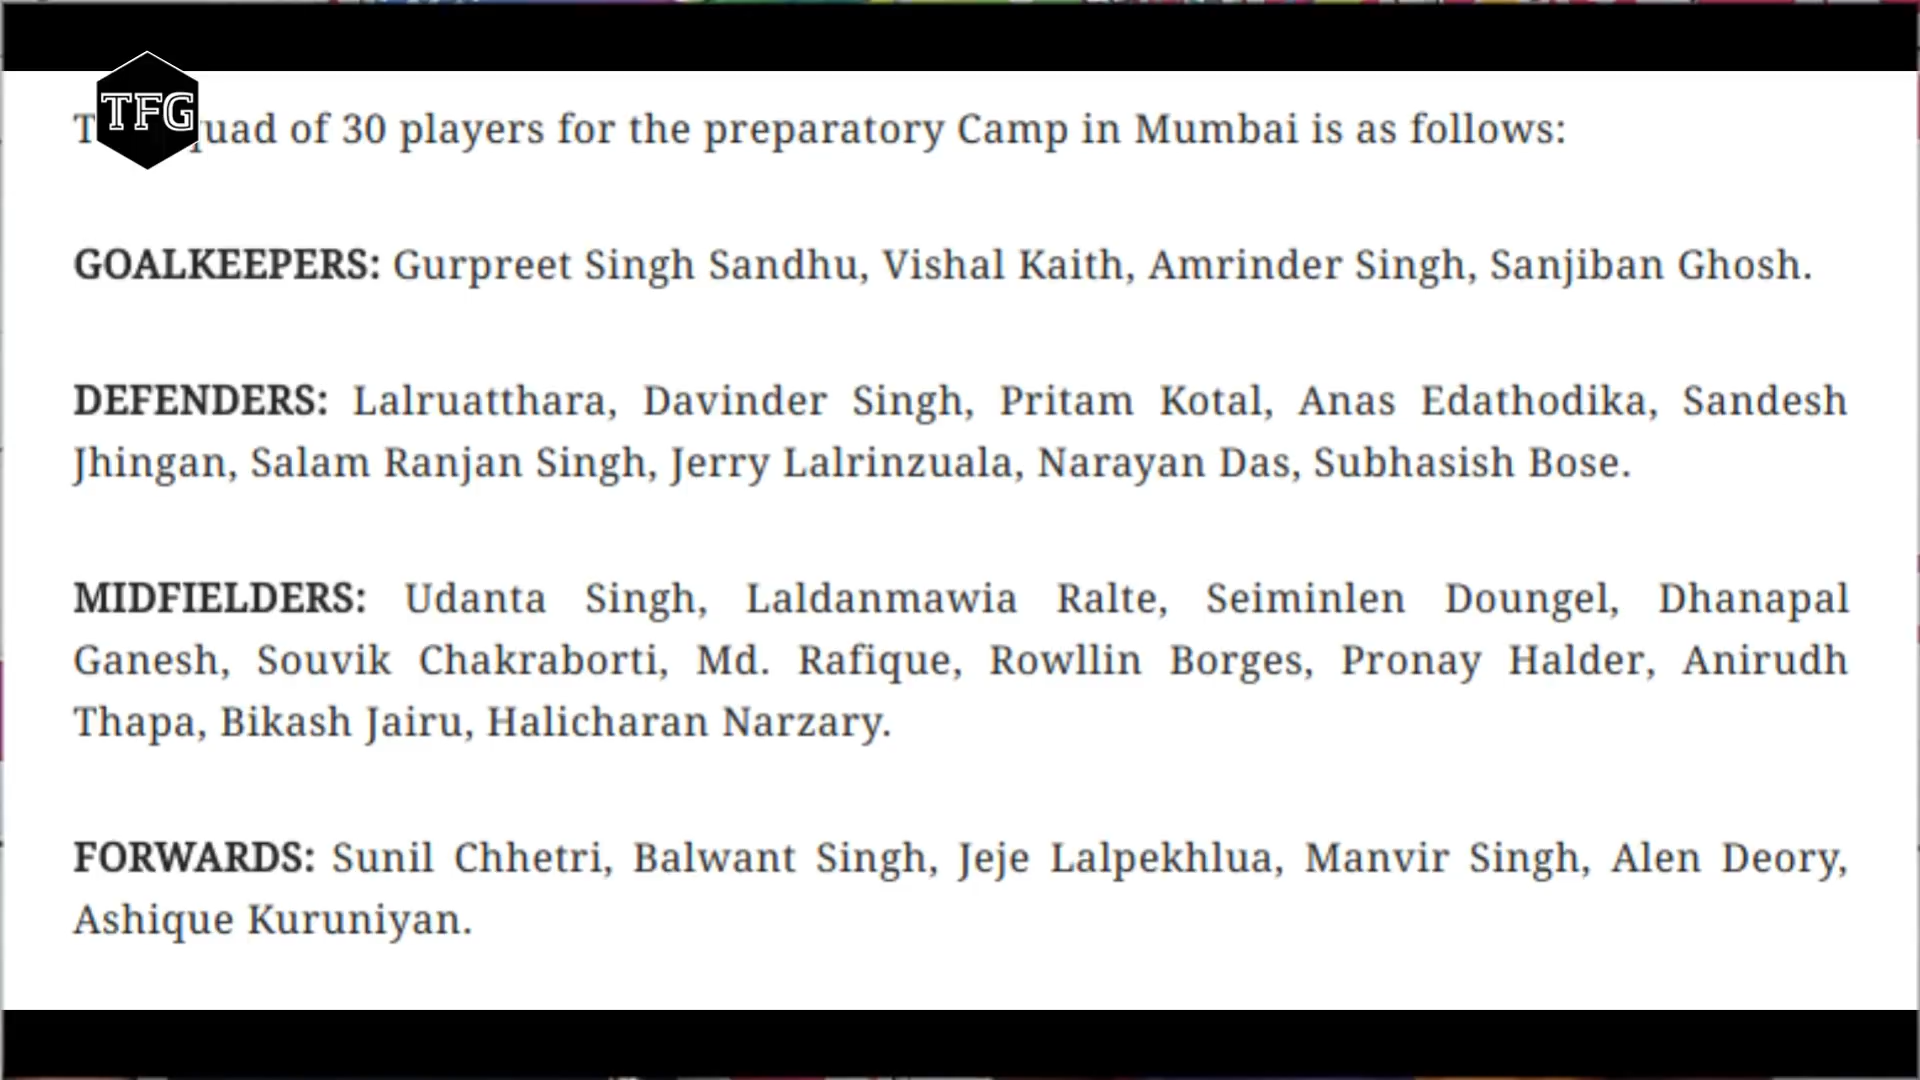 TFG
uad of 30 players for the preparatory Camp in Mumbai is as follows:
GOALKEEPERS: Gurpreet Singh Sandhu, Vishal Kaith, Amrinder Singh, Sanjiban Ghosh.
DEFENDERS: Lalruatthara, Davinder Singh, Pritam Kotal, Anas Edathodika, Sandesh
Jhingan, Salam Ranjan Singh, Jerry Lalrinzuala, Narayan Das, Subhasish Bose.
MIDFIELDERS: Udanta Singh, Laldanmawia Ralte, Seiminlen Doungel, Dhanapal
Ganesh, Souvik Chakraborti, Md. Rafique, Rowllin Borges, Pronay Halder, Anirudh
Thapa, Bikash Jairu, Halicharan Narzary.
FORWARDS: Sunil Chhetri, Balwant Singh, Jeje Lalpekhlua, Manvir Singh, Alen Deory,
Ashique Kuruniyan.